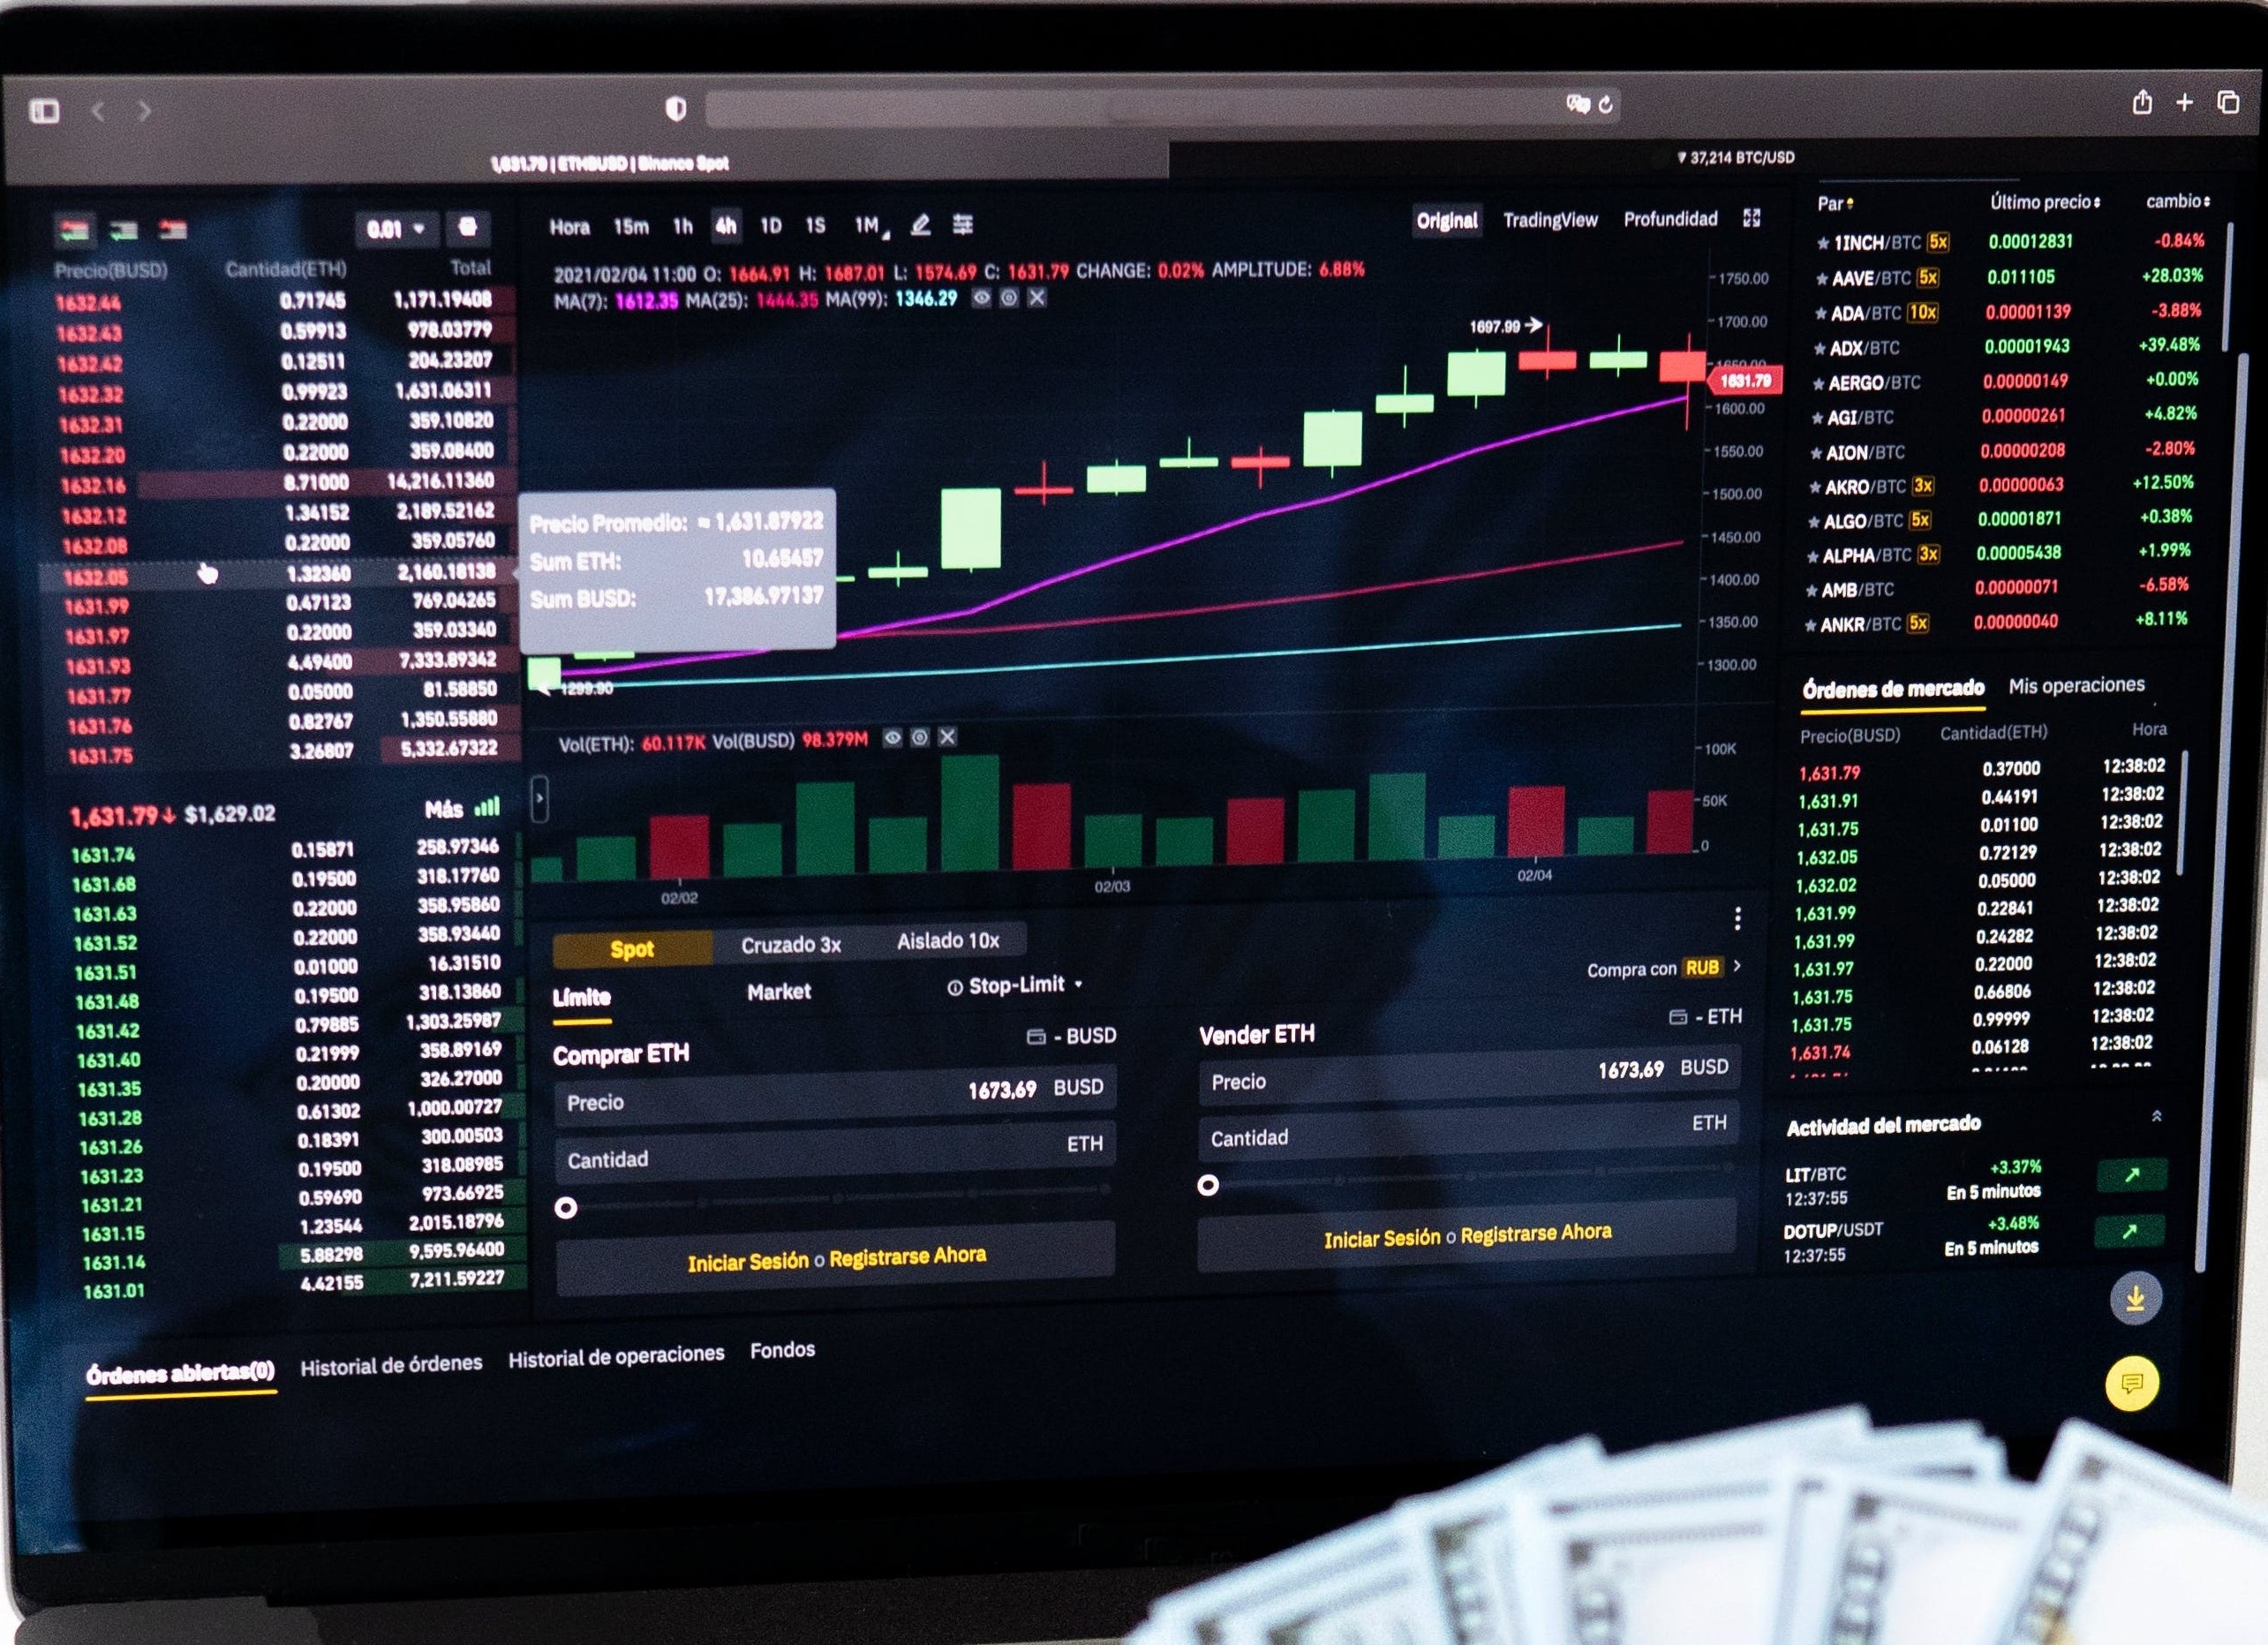 1,631.79 | ETHBUSD | Binance Spot
37,214 BTC/USD
0.01
Precio(BUSD) Cantidad(ETH) Total
1632.44 0.71745 1,171.19408
1632.43 0.59913 978.03779
1632.42 0.12511 204.23207
1632.32 0.99923 1,631.06311
1632.31 0.22000 359.10820
1632.20 0.22000 359.08400
1632.16 8.71000 14,216.11360
1632.12 1.34152 2,189.52162
1632.08 0.22000 359.05760
1632.05 1.32360 2,160.18138
1631.99 0.47123 769.04265
1631.97 0.22000 359.03340
1631.93 4.49400 7,333.89342
1631.77 0.05000 81.58850
1631.76 0.82767 1,350.55880
1631.75 3.26807 5,332.67322
1,631.79↓ $1,629.02 Más
1631.74 0.15871 258.97346
1631.68 0.19500 318.17760
1631.63 0.22000 358.95860
1631.52 0.22000 358.93440
1631.51 0.01000 16.31510
1631.48 0.19500 318.13860
1631.42 0.79885 1,303.25987
1631.40 0.21999 358.89169
1631.35 0.20000 326.27000
1631.28 0.61302 1,000.00727
1631.26 0.18391 300.00503
1631.23 0.19500 318.08985
1631.21 0.59690 973.66925
1631.15 1.23544 2,015.18796
1631.14 5.88298 9,595.96400
1631.01 4.42155 7,211.59227
Hora 15m 1h 4h 1D 1S 1M
Original TradingView Profundidad
2021/02/04 11:00 O: 1664.91 H: 1687.01 L: 1574.69 C: 1631.79 CHANGE: 0.02% AMPLITUDE: 6.88%
MA(7): 1612.35 MA(25): 1444.35 MA(99): 1346.29
1697.99
1750.00
1700.00
1650.00
1631.79
1600.00
1550.00
1500.00
1450.00
1400.00
1350.00
1300.00
Precio Promedio: ≈ 1,631.87922
Sum ETH: 10.65457
Sum BUSD: 17,386.97137
1299.90
Vol(ETH): 60.117K Vol(BUSD) 98.379M
100K
50K
0
02/02 02/03 02/04
Spot Cruzado 3x Aislado 10x
Límite Market Stop-Limit
Compra con RUB
Comprar ETH - BUSD
Precio 1673,69 BUSD
Cantidad ETH
Iniciar Sesión o Registrarse Ahora
Vender ETH - ETH
Precio 1673,69 BUSD
Cantidad ETH
Iniciar Sesión o Registrarse Ahora
Par Último precio cambio
1INCH/BTC 5x 0.00012831 -0.84%
AAVE/BTC 5x 0.011105 +28.03%
ADA/BTC 10x 0.00001139 -3.88%
ADX/BTC 0.00001943 +39.48%
AERGO/BTC 0.00000149 +0.00%
AGI/BTC 0.00000261 +4.82%
AION/BTC 0.00000208 -2.80%
AKRO/BTC 3x 0.00000063 +12.50%
ALGO/BTC 5x 0.00001871 +0.38%
ALPHA/BTC 3x 0.00005438 +1.99%
AMB/BTC 0.00000071 -6.58%
ANKR/BTC 5x 0.00000040 +8.11%
Órdenes de mercado Mis operaciones
Precio(BUSD) Cantidad(ETH) Hora
1,631.79 0.37000 12:38:02
1,631.91 0.44191 12:38:02
1,631.75 0.01100 12:38:02
1,632.05 0.72129 12:38:02
1,632.02 0.05000 12:38:02
1,631.99 0.22841 12:38:02
1,631.99 0.24282 12:38:02
1,631.97 0.22000 12:38:02
1,631.75 0.66806 12:38:02
1,631.75 0.99999 12:38:02
1,631.74 0.06128 12:38:02
Actividad del mercado
LIT/BTC +3.37%
12:37:55 En 5 minutos
DOTUP/USDT +3.48%
12:37:55 En 5 minutos
Órdenes abiertas(0) Historial de órdenes Historial de operaciones Fondos